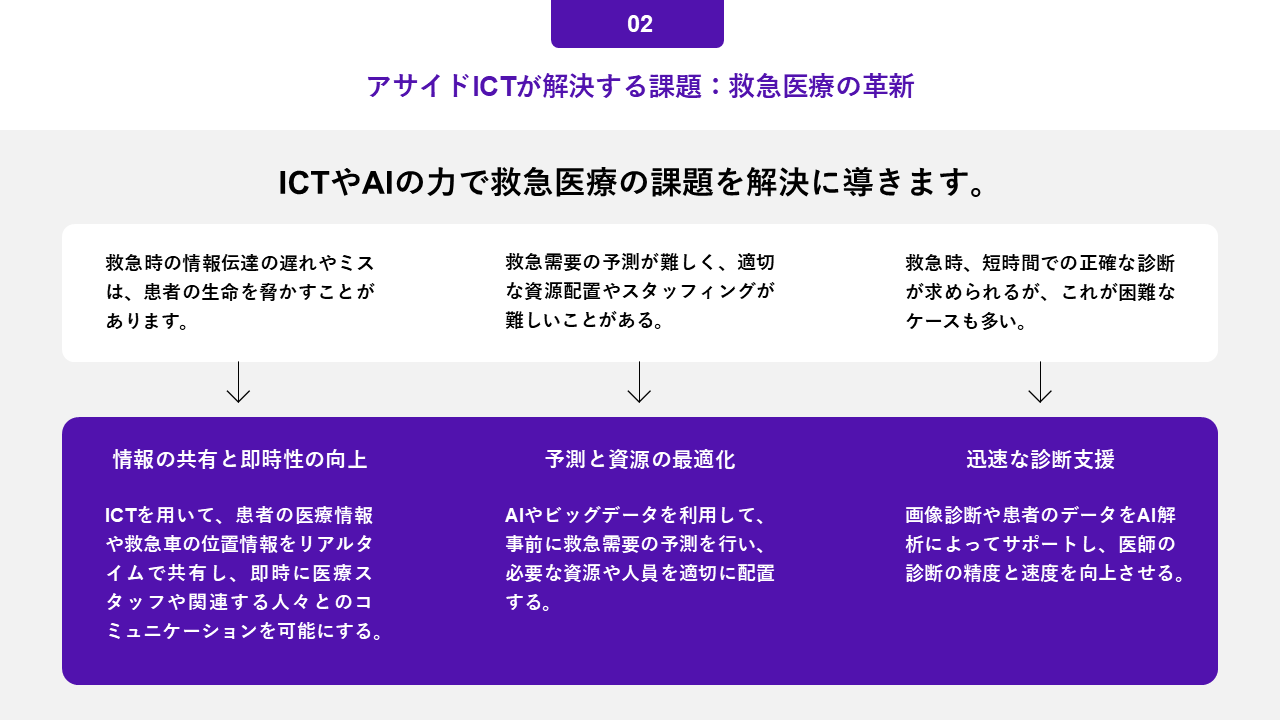 02
アサイドICTが解決する課題：救急医療の革新
ICTやAIの力で救急医療の課題を解決に導きます。
救急時の情報伝達の遅れやミス
は、患者の生命を脅かすことが
あります。
救急需要の予測が難しく、適切
な資源配置やスタッフィングが
難しいことがある。
救急時、短時間での正確な診断
が求められるが、これが困難な
ケースも多い。
情報の共有と即時性の向上
ICTを用いて、患者の医療情報
や救急車の位置情報をリアルタ
イムで共有し、即時に医療ス
タッフや関連する人々とのコ
ミュニケーションを可能にする。
予測と資源の最適化
AIやビッグデータを利用して、
事前に救急需要の予測を行い、
必要な資源や人員を適切に配置
する。
迅速な診断支援
画像診断や患者のデータをAI解
析によってサポートし、医師の
診断の精度と速度を向上させる。